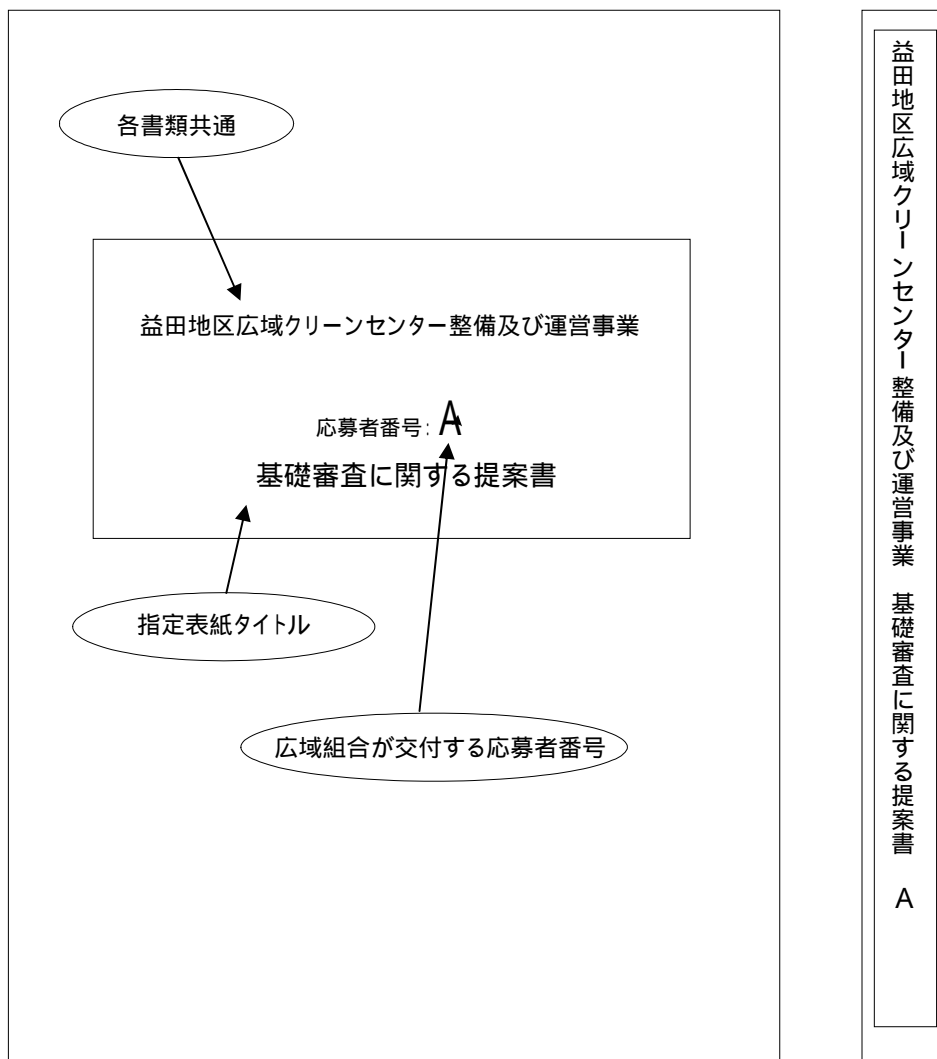 各書類共通
益田地区広域クリーンセンター整備及び運営事業
応募者番号：A
基礎審査に関する提案書
指定表紙タイトル
広域組合が交付する応募者番号
益田地区広域クリーンセンター整備及び運営事業　基礎審査に関する提案書　A